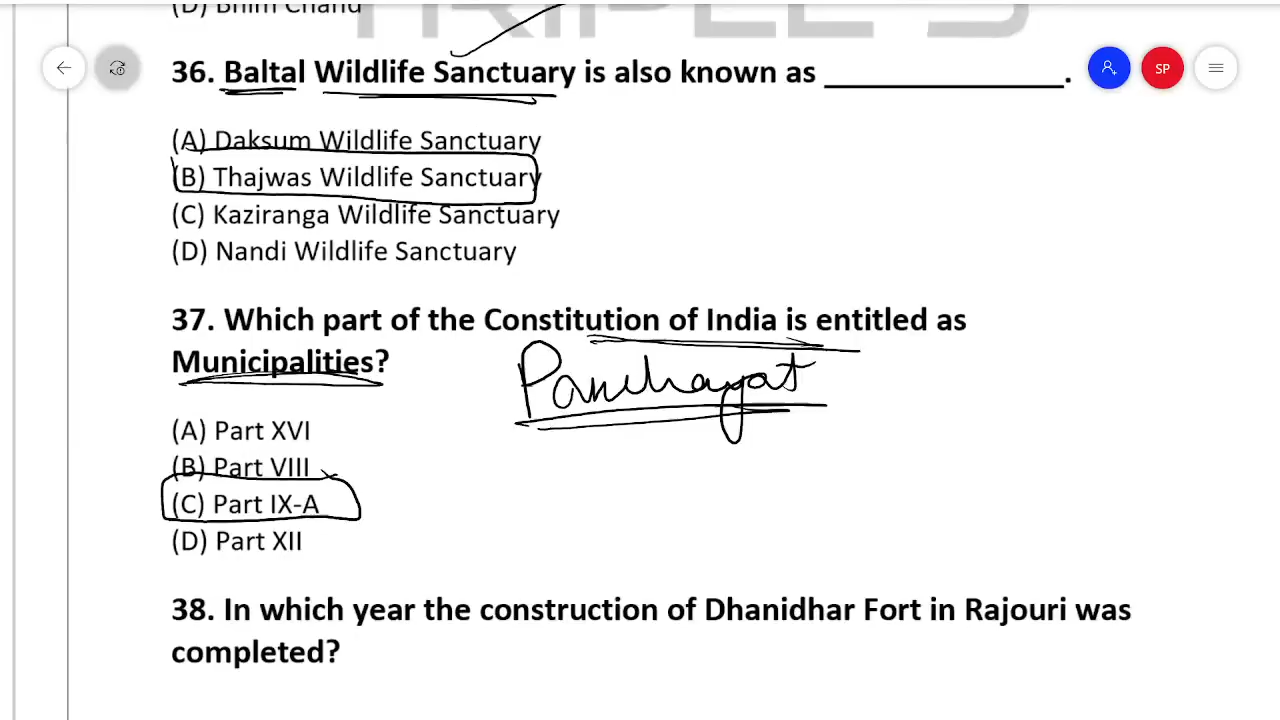 (D) Bhim Chand
TRIPLE S
36. Baltal Wildlife Sanctuary is also known as ________________.
SP
(A) Daksum Wildlife Sanctuary
(B) Thajwas Wildlife Sanctuary
(C) Kaziranga Wildlife Sanctuary
(D) Nandi Wildlife Sanctuary
37. Which part of the Constitution of India is entitled as
Municipalities?
Panchayat
(A) Part XVI
(B) Part VIII
(C) Part IX-A
(D) Part XII
38. In which year the construction of Dhanidhar Fort in Rajouri was
completed?